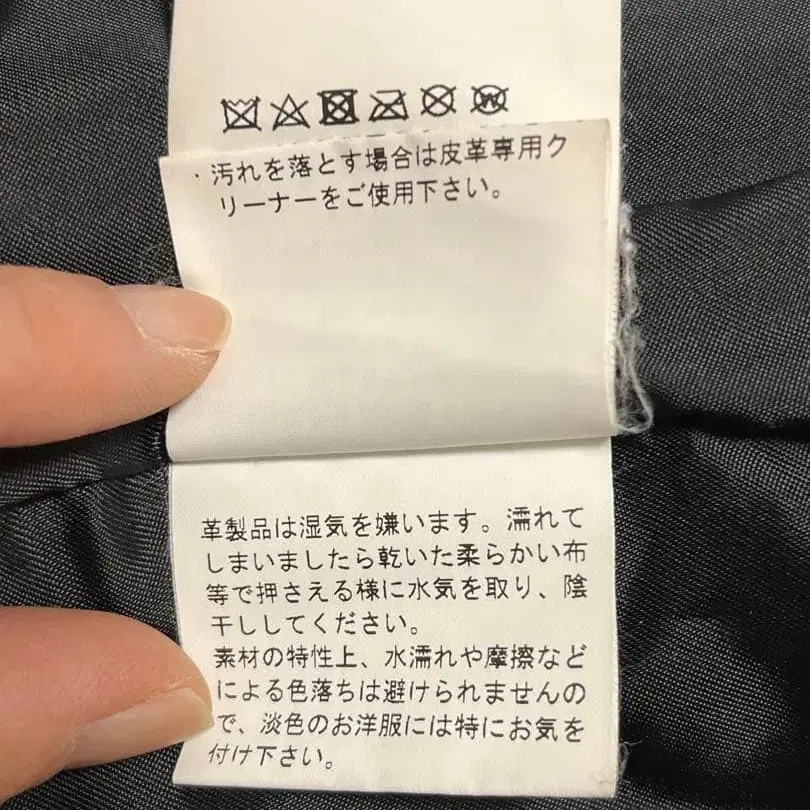 ・汚れを落とす場合は皮革専用ク
リーナーをご使用下さい。
革製品は湿気を嫌います。濡れて
しまいましたら乾いた柔らかい布
等で押さえる様に水気を取り、陰
干ししてください。
素材の特性上、水濡れや摩擦など
による色落ちは避けられませんの
で、淡色のお洋服には特にお気を
付け下さい。